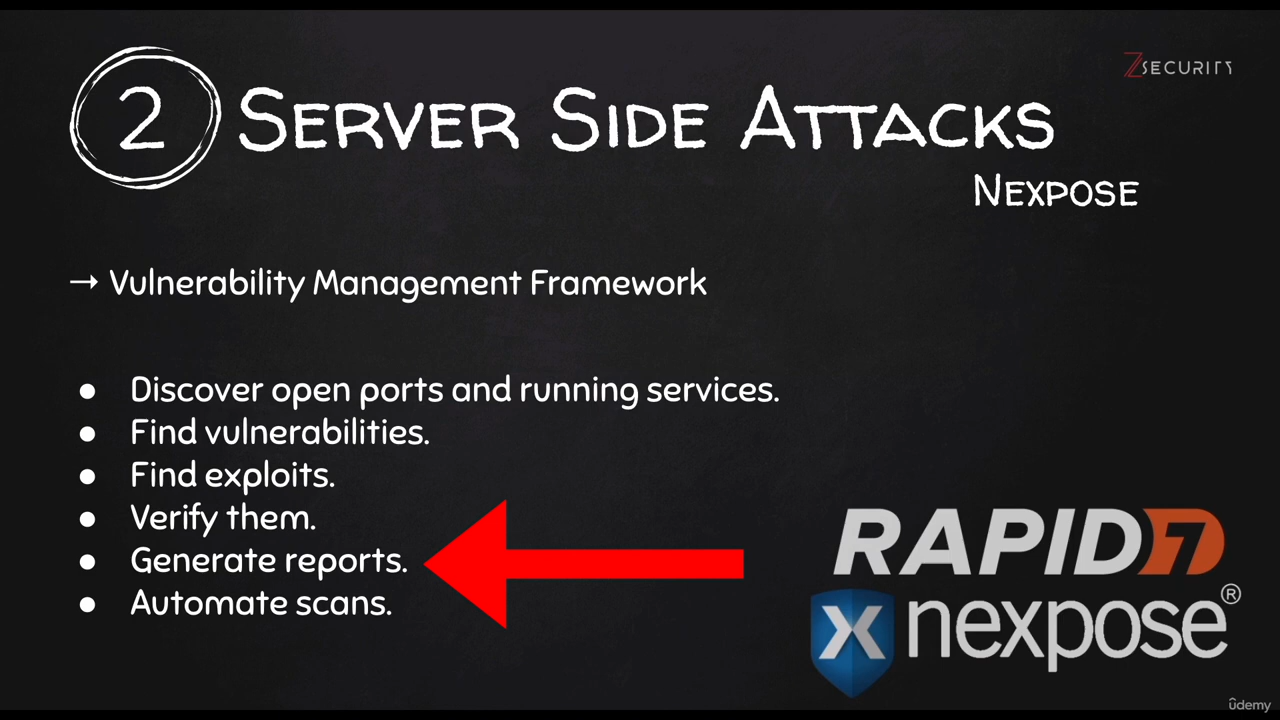 ZSECURITY
2 SERVER SIDE ATTACKS
NEXPOSE
→ Vulnerability Management Framework
● Discover open ports and running services.
● Find vulnerabilities.
● Find exploits.
● Verify them.
● Generate reports.
● Automate scans.
RAPID7
x nexpose®
ûdemy